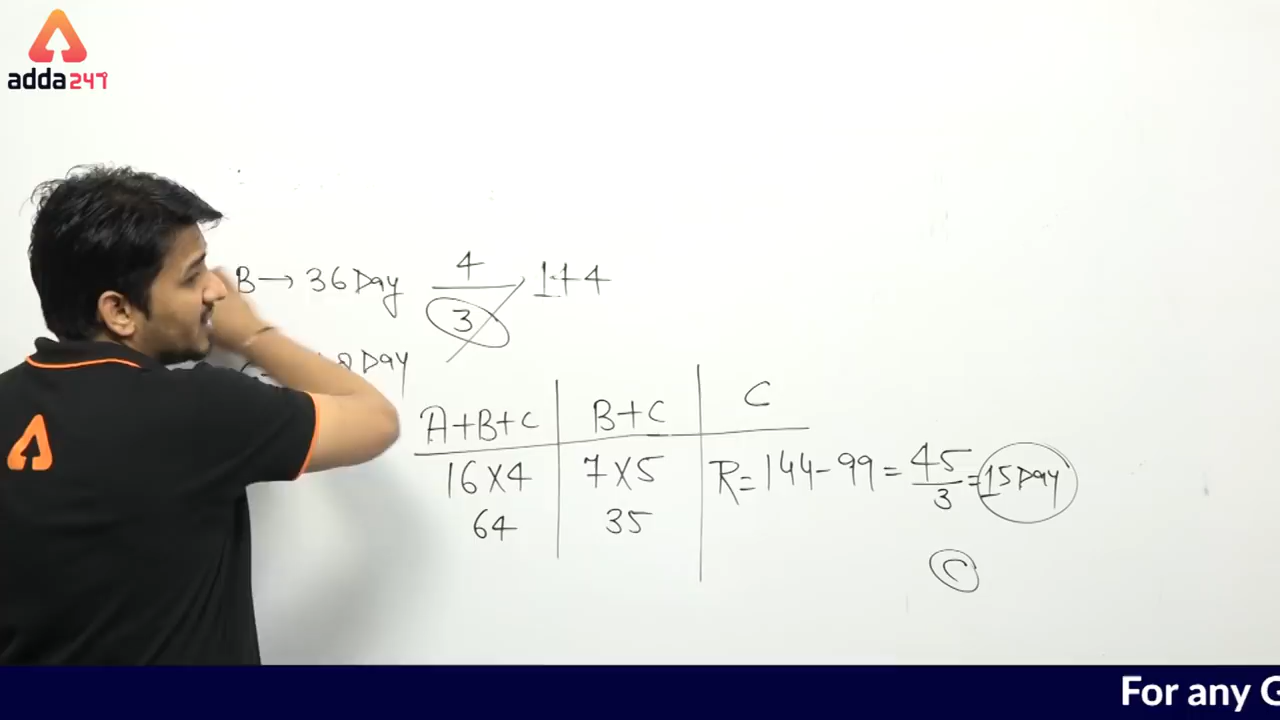 adda247
B → 36 Day 4 1+4
3
8 Day
A+B+C B+C C
16×4 7×5 R= 144-99 = 45/3 = 15 Day
64 35
C
For any G